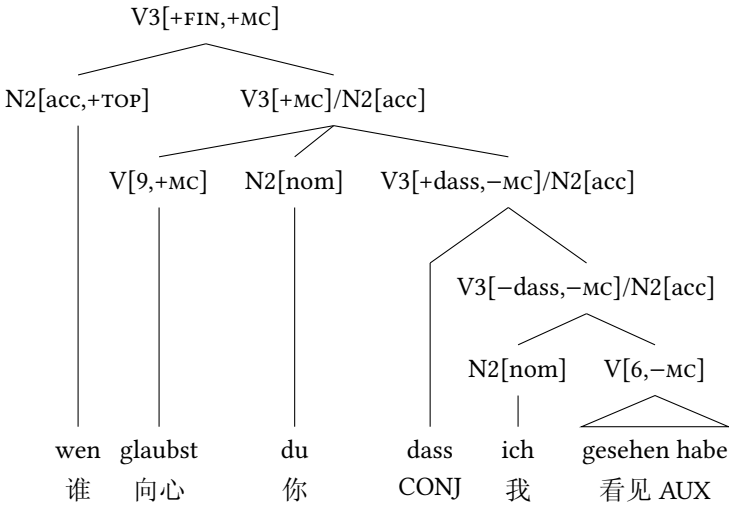 V3[+FIN,+MC]
N2[acc,+TOP] V3[+MC]/N2[acc]
V[9,+MC] N2[nom] V3[+dass,−MC]/N2[acc]
V3[−dass,−MC]/N2[acc]
N2[nom] V[6,−MC]
wen glaubst du dass ich gesehen habe
谁 向心 你 CONJ 我 看见 AUX